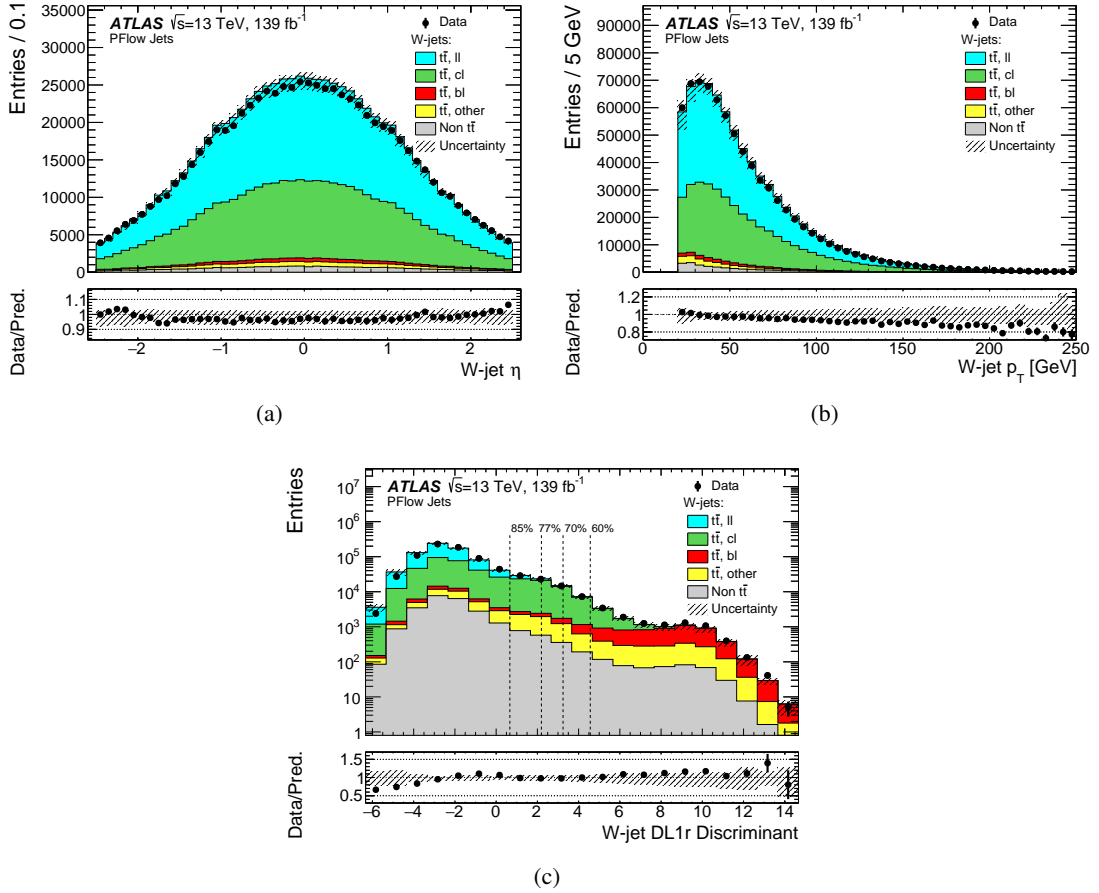 Entries / 0.1
35000
30000
25000
20000
15000
10000
5000
0
ATLAS √s=13 TeV, 139 fb⁻¹
PFlow Jets
Data
W-jets:
tt̄, ll
tt̄, cl
tt̄, bl
tt̄, other
Non tt̄
Uncertainty
Data/Pred.
1.1
1
0.9
−2 −1 0 1 2
W-jet η
(a)
Entries / 5 GeV
90000
80000
70000
60000
50000
40000
30000
20000
10000
0
ATLAS √s=13 TeV, 139 fb⁻¹
PFlow Jets
Data
W-jets:
tt̄, ll
tt̄, cl
tt̄, bl
tt̄, other
Non tt̄
Uncertainty
Data/Pred.
1.2
1
0.8
0 50 100 150 200 250
W-jet p_T [GeV]
(b)
Entries
10⁷
10⁶
10⁵
10⁴
10³
10²
10
1
ATLAS √s=13 TeV, 139 fb⁻¹
PFlow Jets
85% 77% 70% 60%
Data
W-jets:
tt̄, ll
tt̄, cl
tt̄, bl
tt̄, other
Non tt̄
Uncertainty
Data/Pred.
1.5
1
0.5
−6 −4 −2 0 2 4 6 8 10 12 14
W-jet DL1r Discriminant
(c)